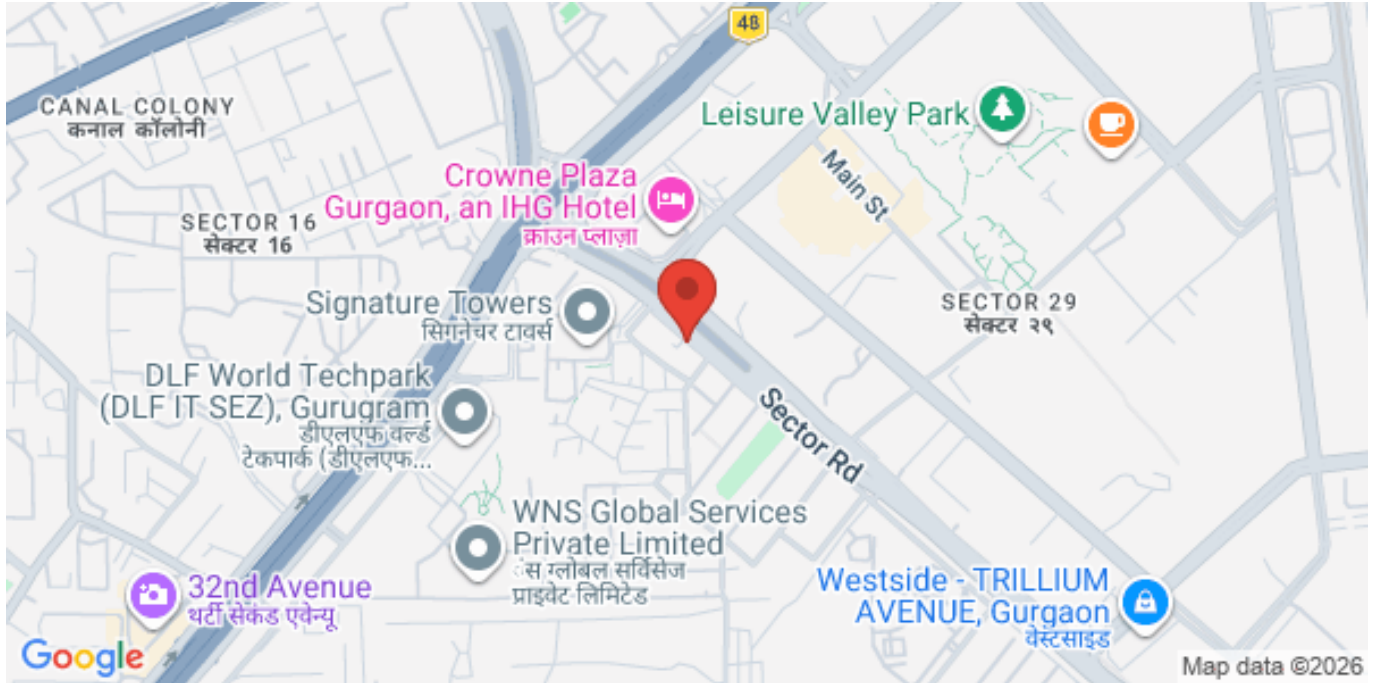 48
CANAL COLONY
कनाल कॉलोनी
Leisure Valley Park
Main St
Crowne Plaza
Gurgaon, an IHG Hotel
क्राउन प्लाज़ा
SECTOR 16
सेक्टर 16
Signature Towers
सिगनेचर टावर्स
SECTOR 29
सेक्टर २९
DLF World Techpark
(DLF IT SEZ), Gurugram
डीएलएफ वर्ल्ड
टेकपार्क (डीएलएफ...
Sector Rd
WNS Global Services
Private Limited
ंस ग्लोबल सर्विसेज
प्राइवेट लिमिटेड
32nd Avenue
थर्टी सेकंड एवेन्यू
Westside - TRILLIUM
AVENUE, Gurgaon
वेस्टसाइड
Google
Map data ©2026